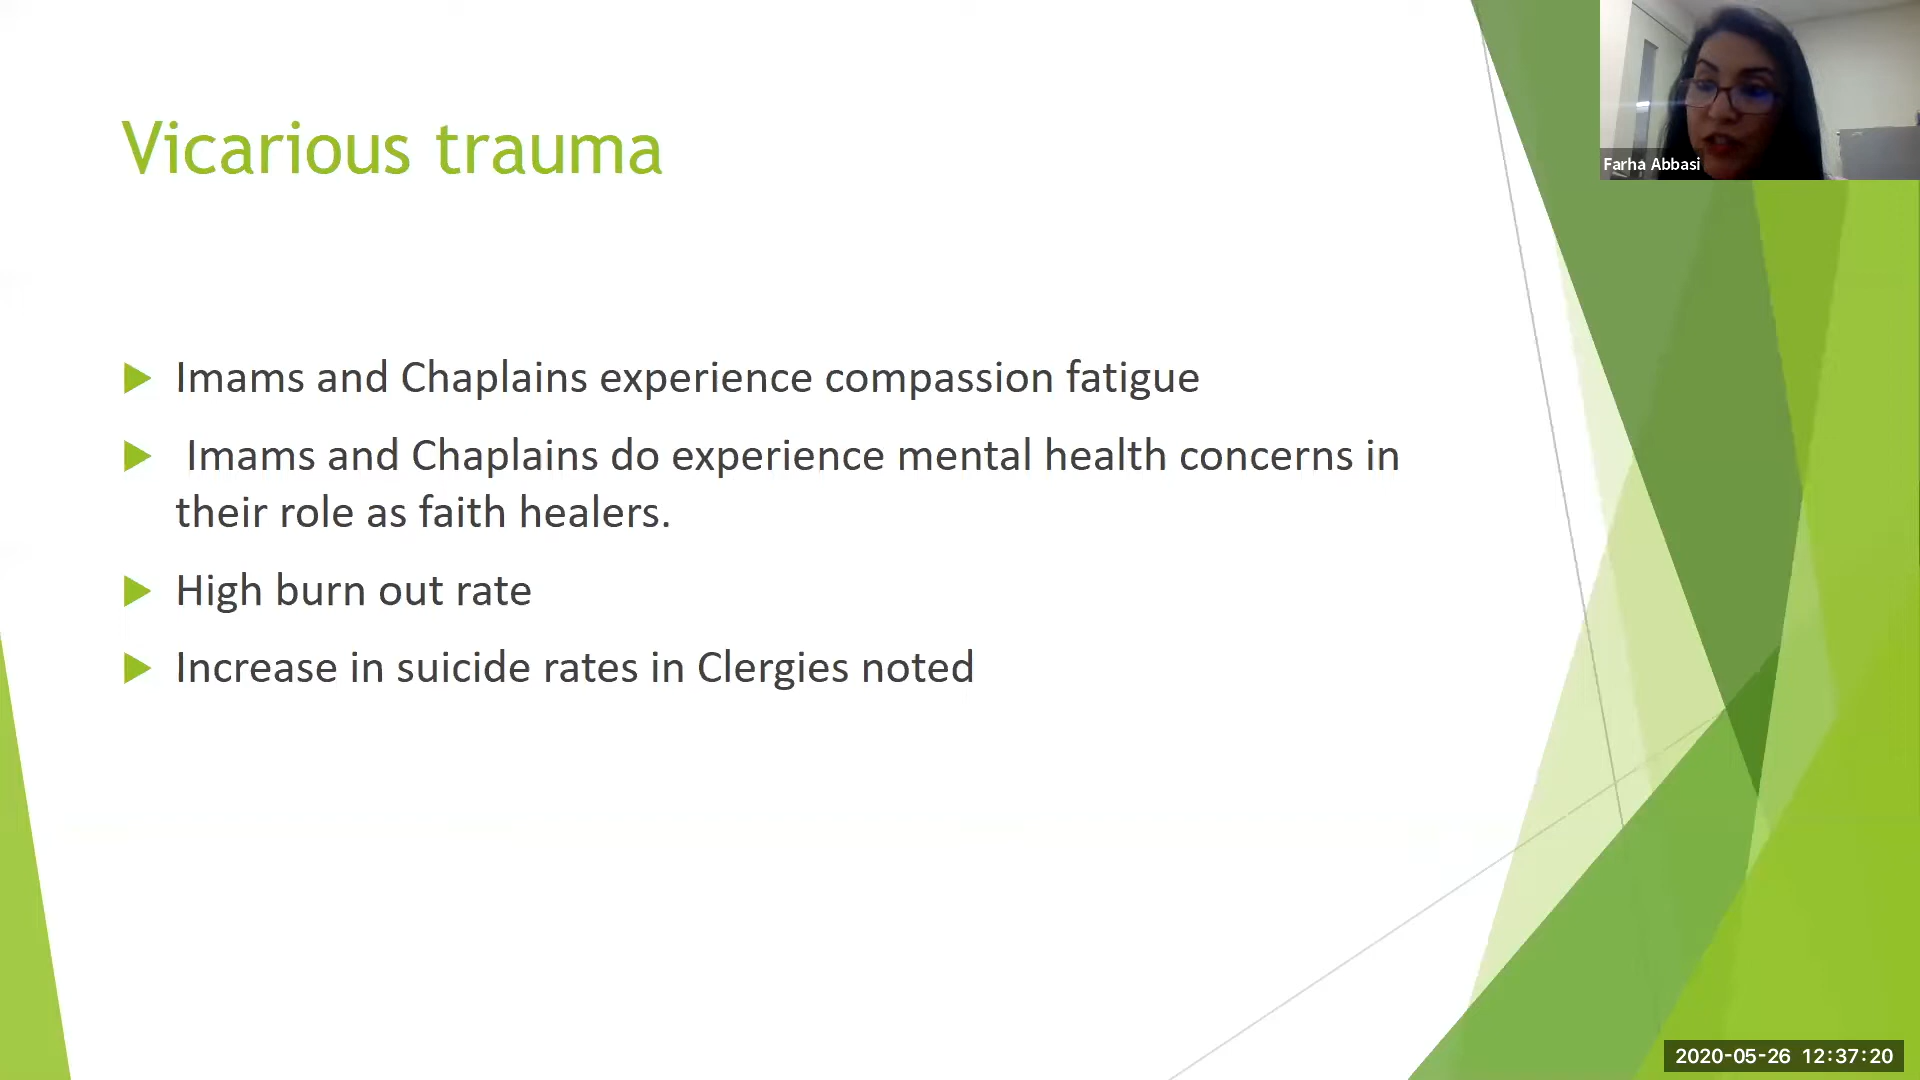 Vicarious trauma
Farha Abbasi
Imams and Chaplains experience compassion fatigue
Imams and Chaplains do experience mental health concerns in
their role as faith healers.
High burn out rate
Increase in suicide rates in Clergies noted
2020-05-26 12:37:20